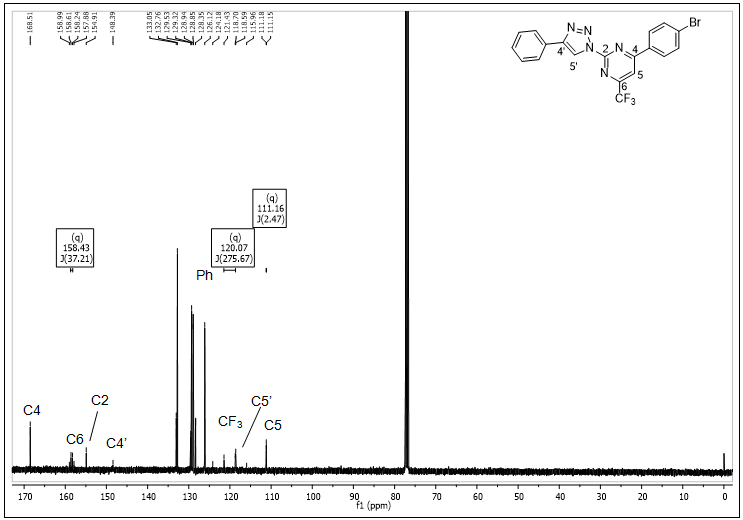 168.51
158.99
158.61
158.24
157.88
154.91
148.39
133.05
132.76
129.53
129.32
128.94
128.85
128.35
126.12
124.18
121.43
118.70
118.59
115.96
111.18
111.15
Br
N
N
N
N
N
2
4
4'
5'
5
6
CF3
(q)
111.16
J(2.47)
(q)
158.43
J(37.21)
(q)
120.07
J(275.67)
Ph
C4
C6
C2
C4'
CF3
C5'
C5
170 160 150 140 130 120 110 100 90 80 70 60 50 40 30 20 10 0
f1 (ppm)